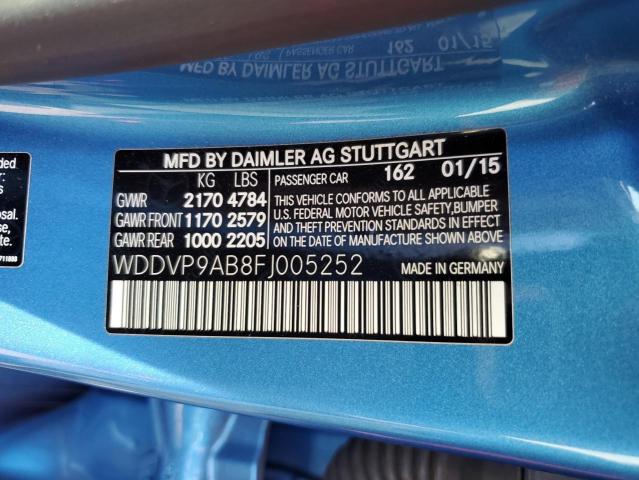 MFD BY DAIMLER AG STUTTGART
KG LBS PASSENGER CAR 162 01/15
GVWR 2170 4784
GAWR FRONT 1170 2579
GAWR REAR 1000 2205
THIS VEHICLE CONFORMS TO ALL APPLICABLE
U.S. FEDERAL MOTOR VEHICLE SAFETY, BUMPER
AND THEFT PREVENTION STANDARDS IN EFFECT
ON THE DATE OF MANUFACTURE SHOWN ABOVE.
WDDVP9AB8FJ005252 MADE IN GERMANY